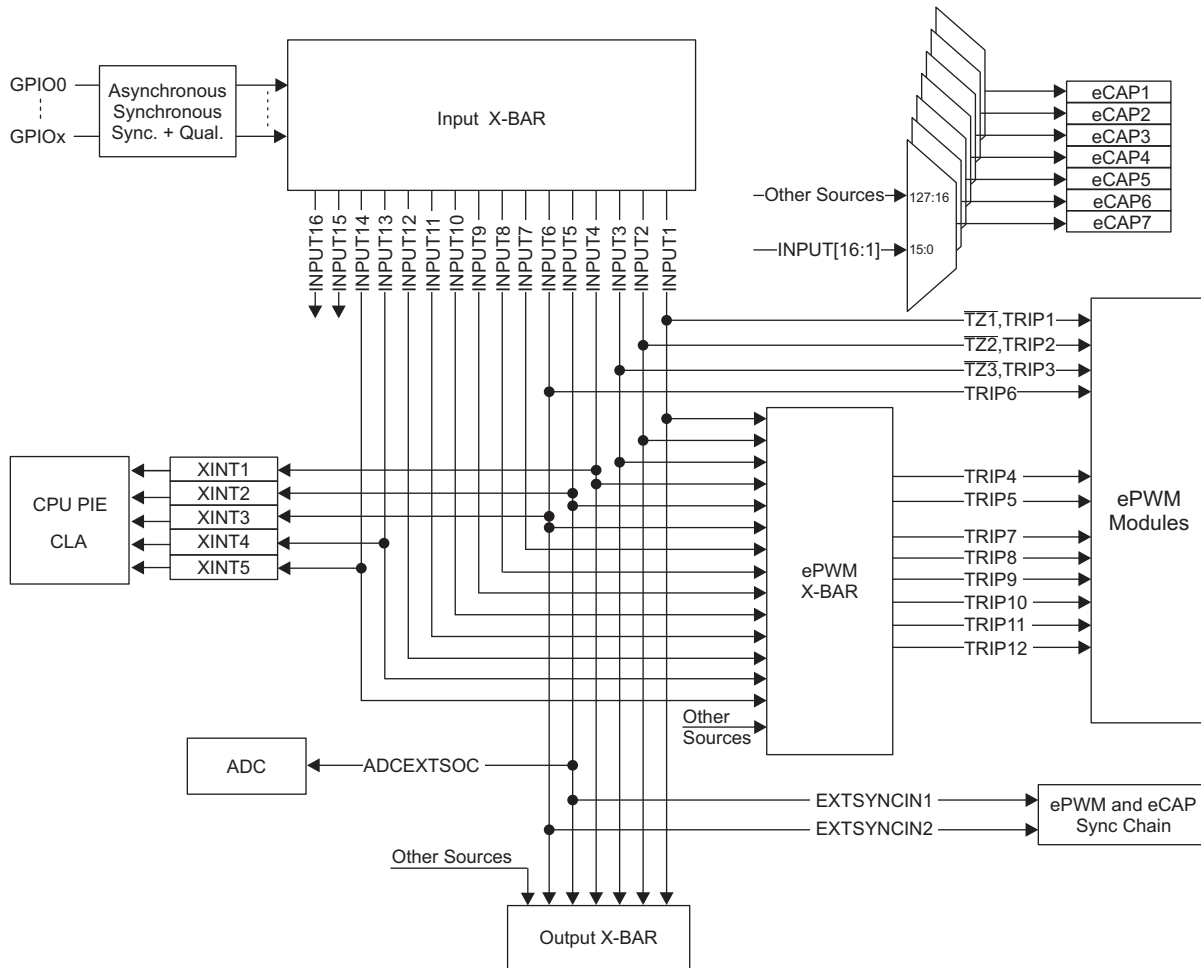 GPIO0
GPIOx
Asynchronous
Synchronous
Sync. + Qual.
Input X-BAR
INPUT16
INPUT15
INPUT14
INPUT13
INPUT12
INPUT11
INPUT10
INPUT9
INPUT8
INPUT7
INPUT6
INPUT5
INPUT4
INPUT3
INPUT2
INPUT1
Other Sources
INPUT[16:1]
127:16
15:0
eCAP1
eCAP2
eCAP3
eCAP4
eCAP5
eCAP6
eCAP7
TZ1,TRIP1
TZ2,TRIP2
TZ3,TRIP3
TRIP6
CPU PIE
CLA
XINT1
XINT2
XINT3
XINT4
XINT5
ePWM
X-BAR
TRIP4
TRIP5
TRIP7
TRIP8
TRIP9
TRIP10
TRIP11
TRIP12
ePWM
Modules
Other
Sources
ADC
ADCEXTSOC
EXTSYNCIN1
EXTSYNCIN2
ePWM and eCAP
Sync Chain
Other Sources
Output X-BAR